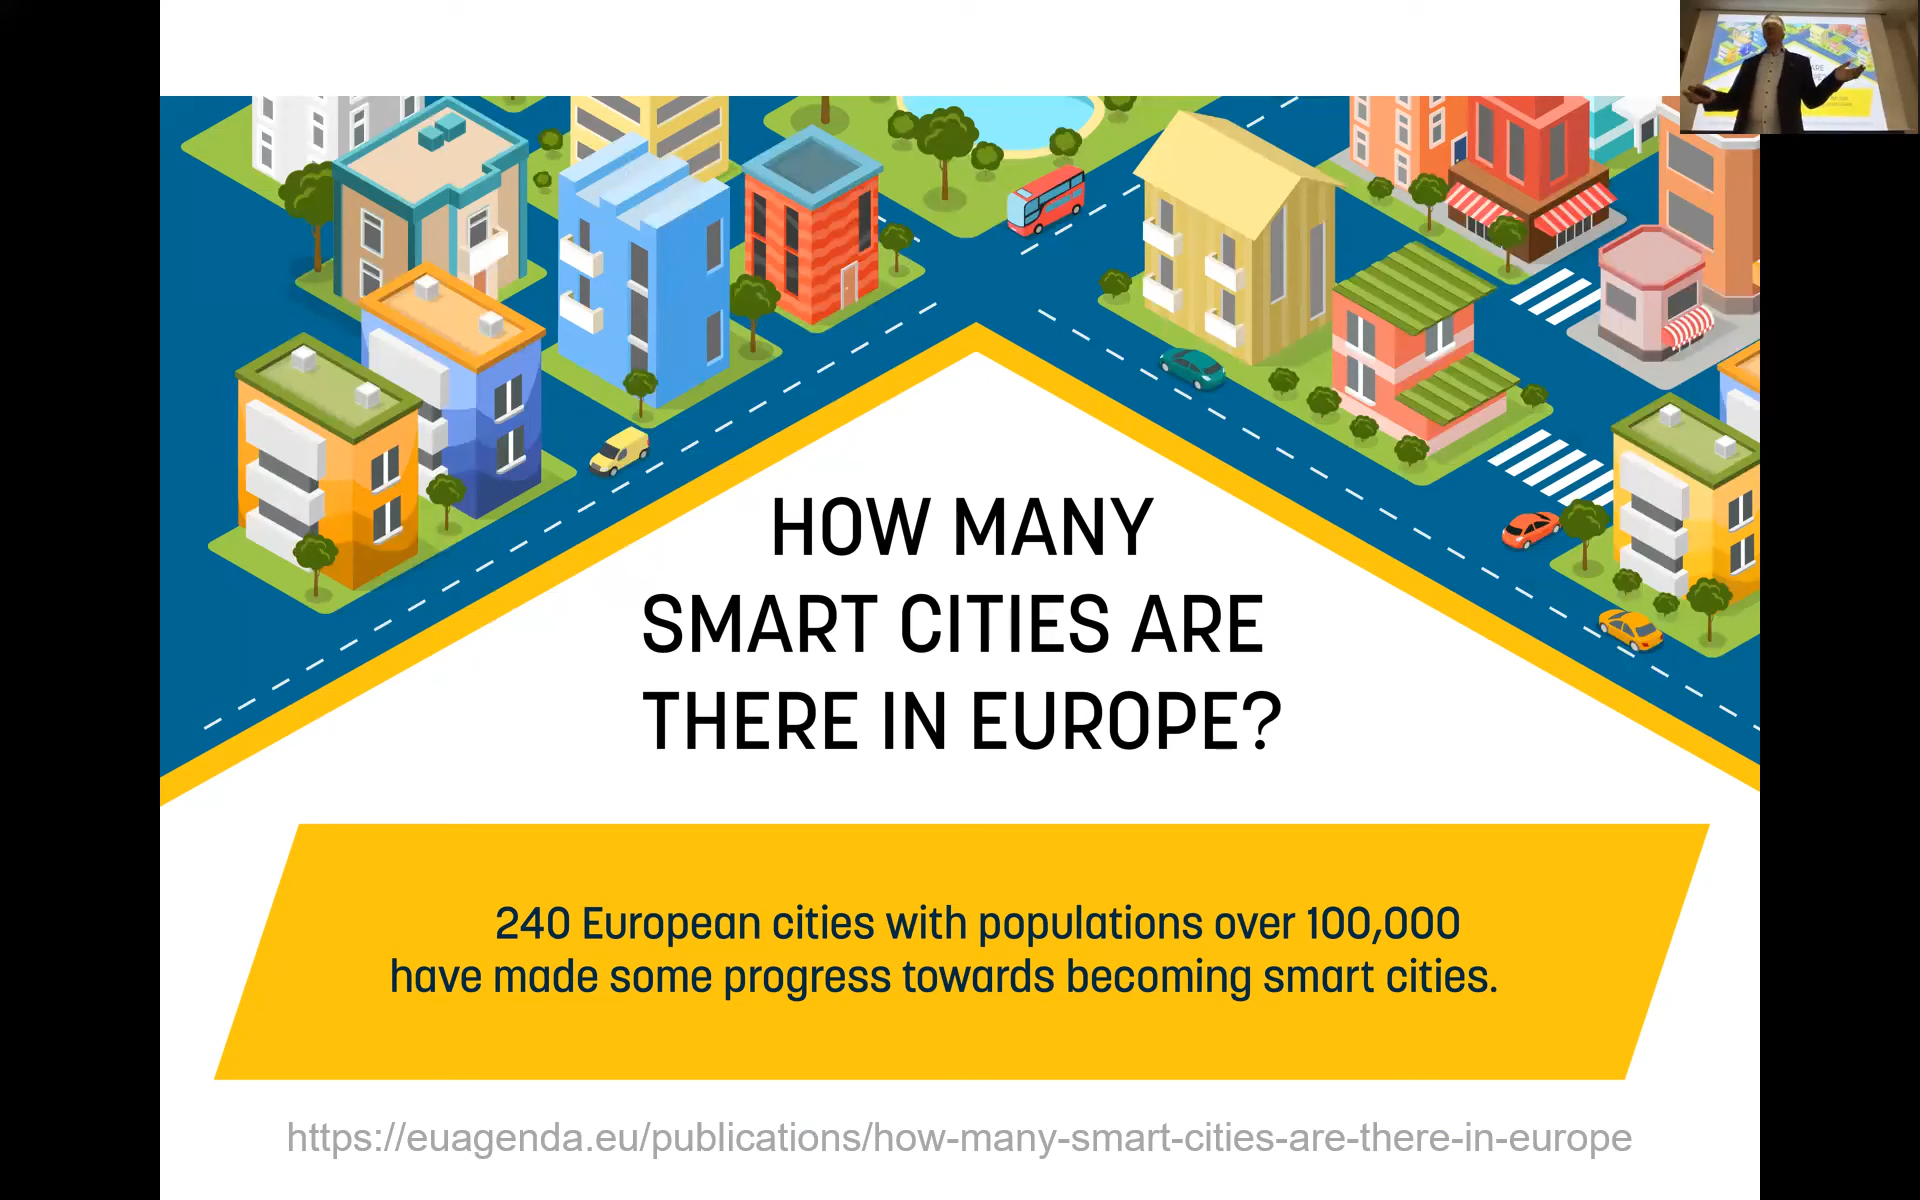 HOW MANY
SMART CITIES ARE
THERE IN EUROPE?
240 European cities with populations over 100,000
have made some progress towards becoming smart cities.
https://euagenda.eu/publications/how-many-smart-cities-are-there-in-europe